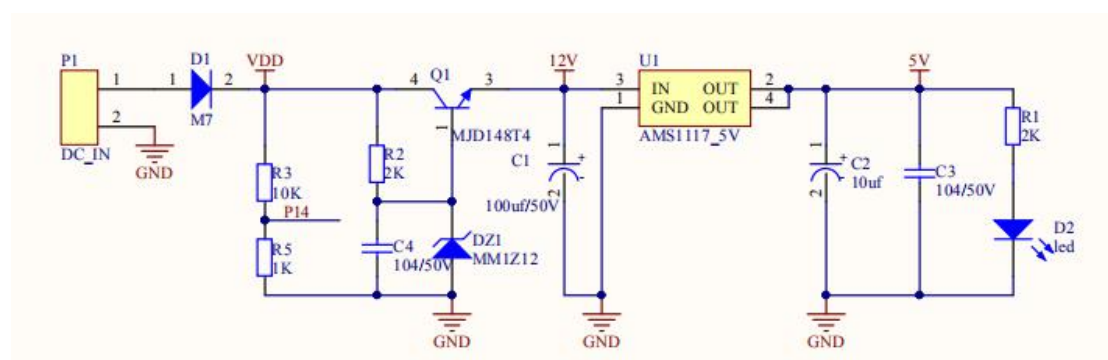 P1
1
2
DC_IN
GND
D1
1
2
M7
VDD
R3
10K
P14
R5
1K
R2
2K
C4
104/50V
4
Q1
3
1
MJD148T4
DZ1
MM1Z12
GND
12V
C1
1
+
-
2
100uf/50V
GND
U1
3 IN OUT 2
1 GND OUT 4
AMS1117_5V
5V
1
+
-
2
C2
10uf
C3
104/50V
R1
2K
D2
led
GND